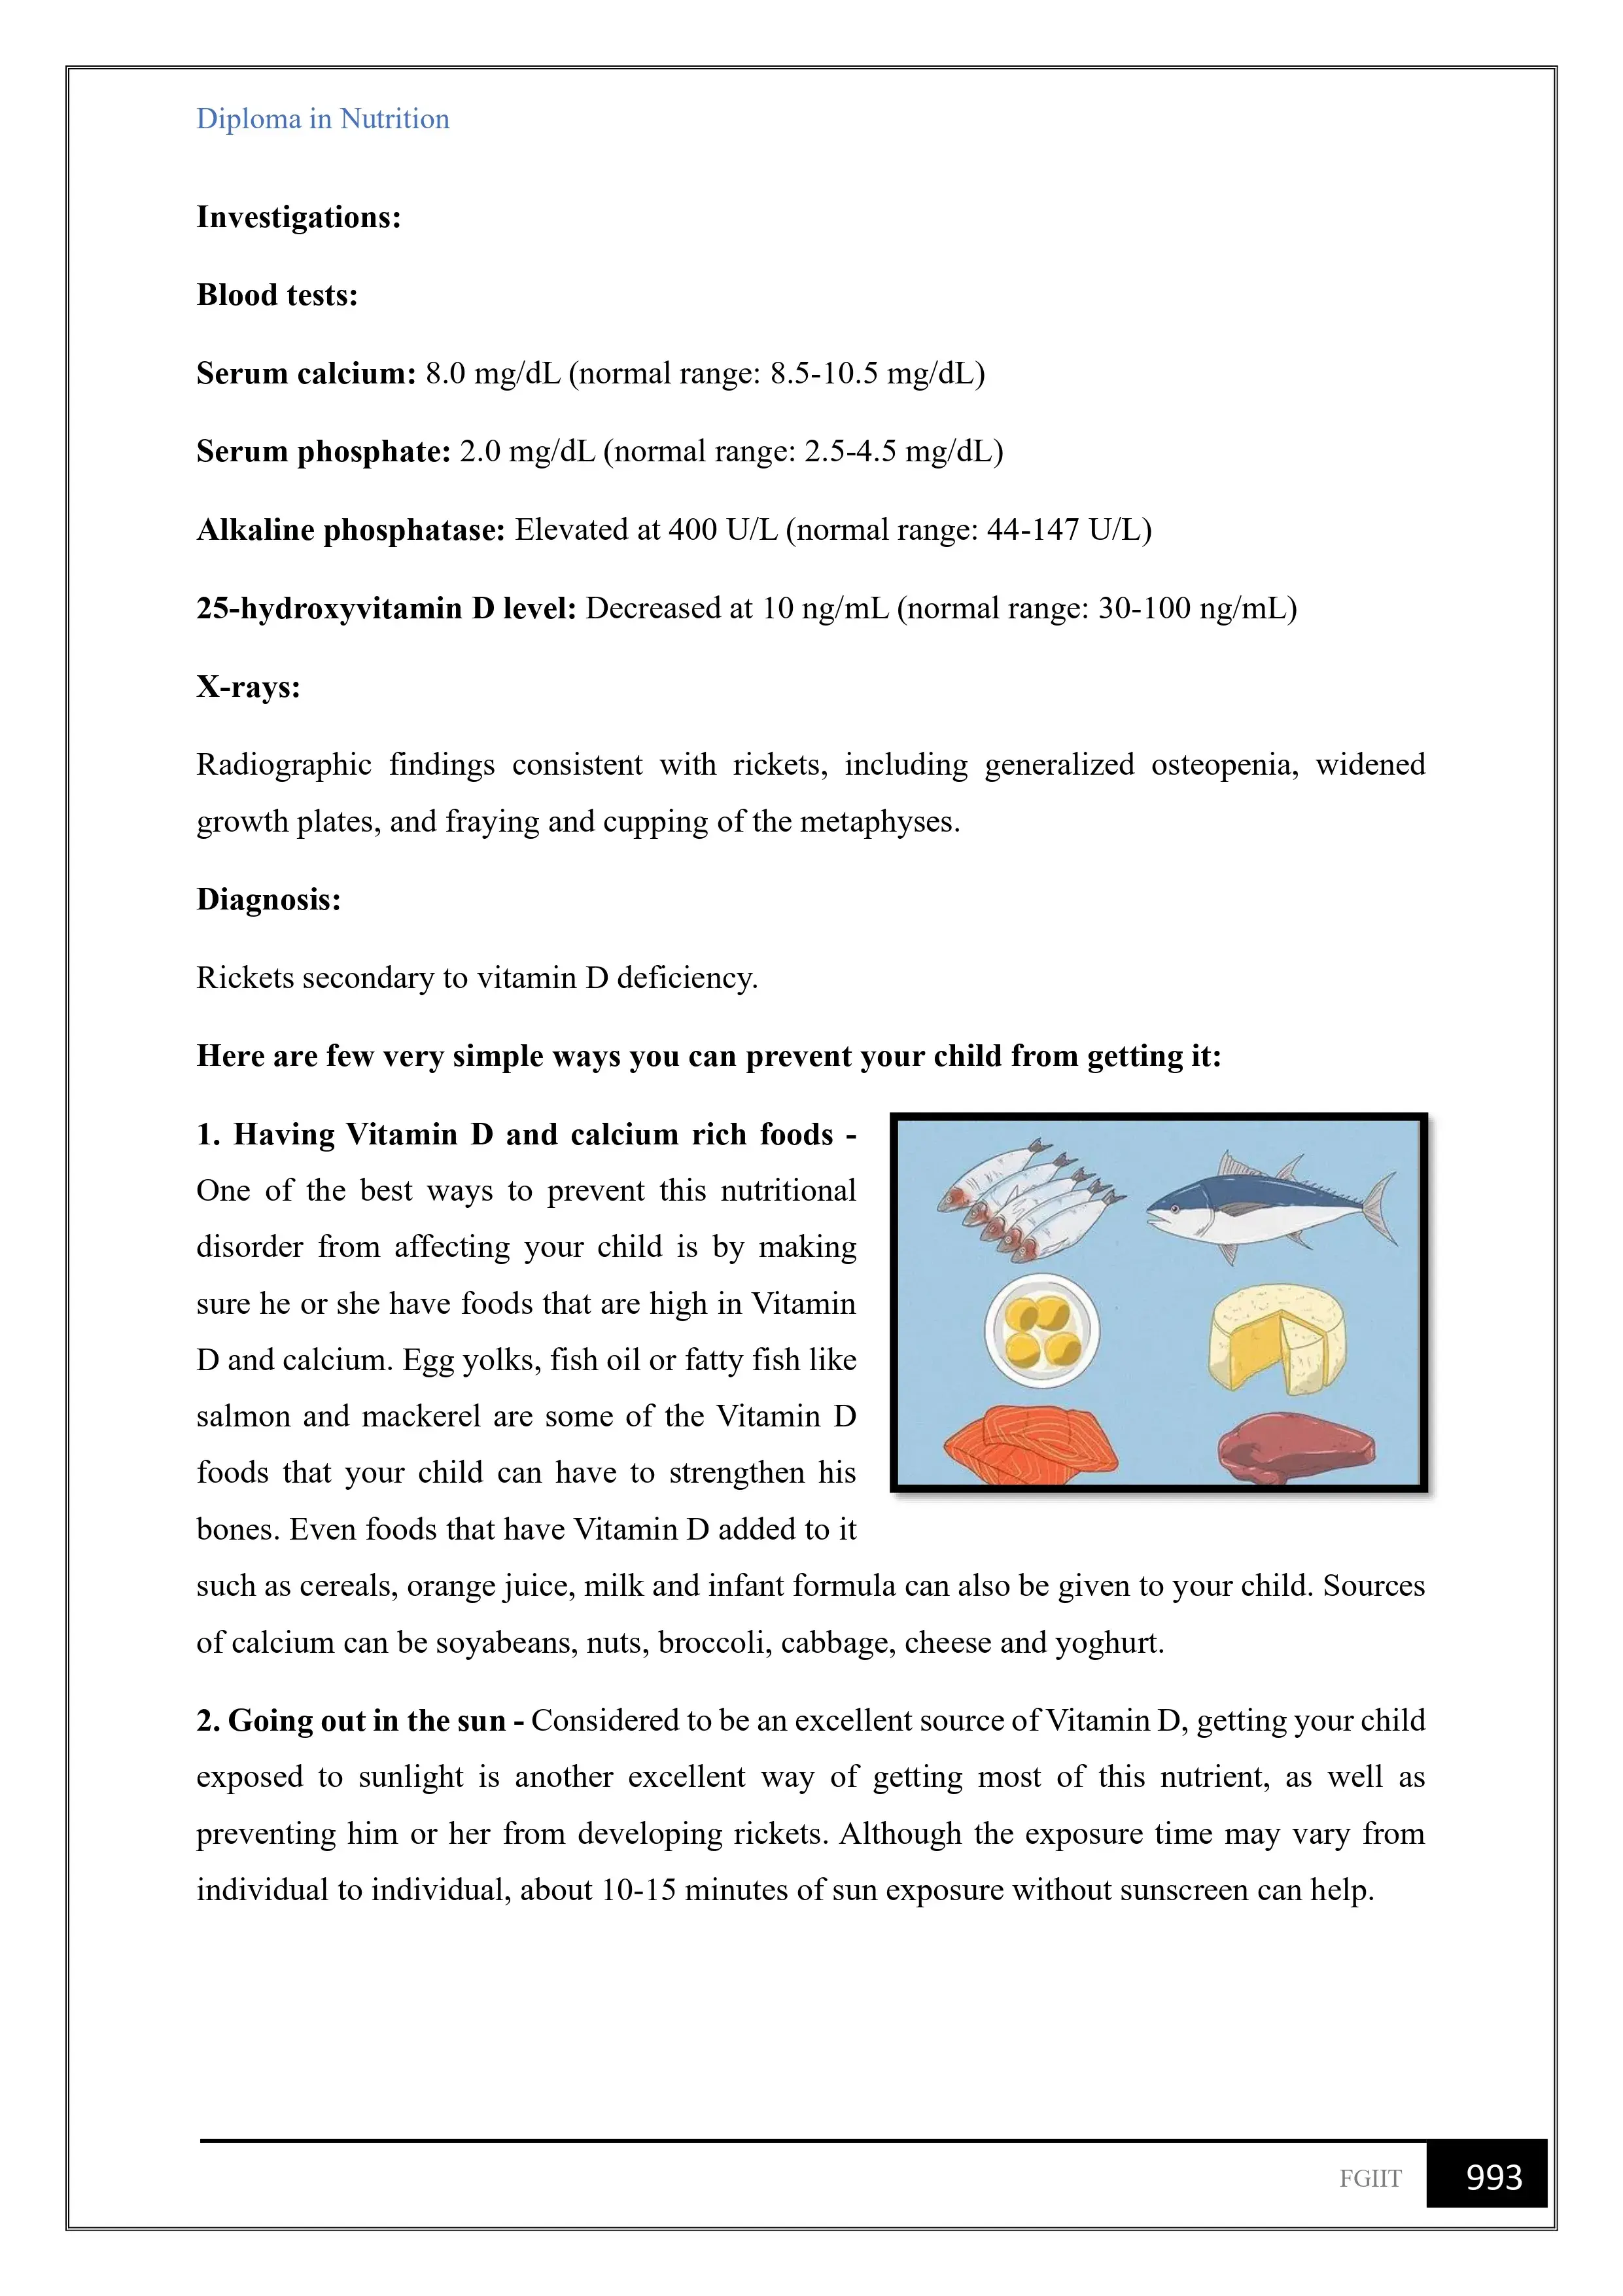 Diploma in Nutrition
Investigations:
Blood tests:
Serum calcium: 8.0 mg/dL (normal range: 8.5-10.5 mg/dL)
Serum phosphate: 2.0 mg/dL (normal range: 2.5-4.5 mg/dL)
Alkaline phosphatase: Elevated at 400 U/L (normal range: 44-147 U/L)
25-hydroxyvitamin D level: Decreased at 10 ng/mL (normal range: 30-100 ng/mL)
X-rays:
Radiographic findings consistent with rickets, including generalized osteopenia, widened
growth plates, and fraying and cupping of the metaphyses.
Diagnosis:
Rickets secondary to vitamin D deficiency.
Here are few very simple ways you can prevent your child from getting it:
1. Having Vitamin D and calcium rich foods -
One of the best ways to prevent this nutritional
disorder from affecting your child is by making
sure he or she have foods that are high in Vitamin
D and calcium. Egg yolks, fish oil or fatty fish like
salmon and mackerel are some of the Vitamin D
foods that your child can have to strengthen his
bones. Even foods that have Vitamin D added to it
such as cereals, orange juice, milk and infant formula can also be given to your child. Sources
of calcium can be soyabeans, nuts, broccoli, cabbage, cheese and yoghurt.
2. Going out in the sun - Considered to be an excellent source of Vitamin D, getting your child
exposed to sunlight is another excellent way of getting most of this nutrient, as well as
preventing him or her from developing rickets. Although the exposure time may vary from
individual to individual, about 10-15 minutes of sun exposure without sunscreen can help.
FGIIT 993